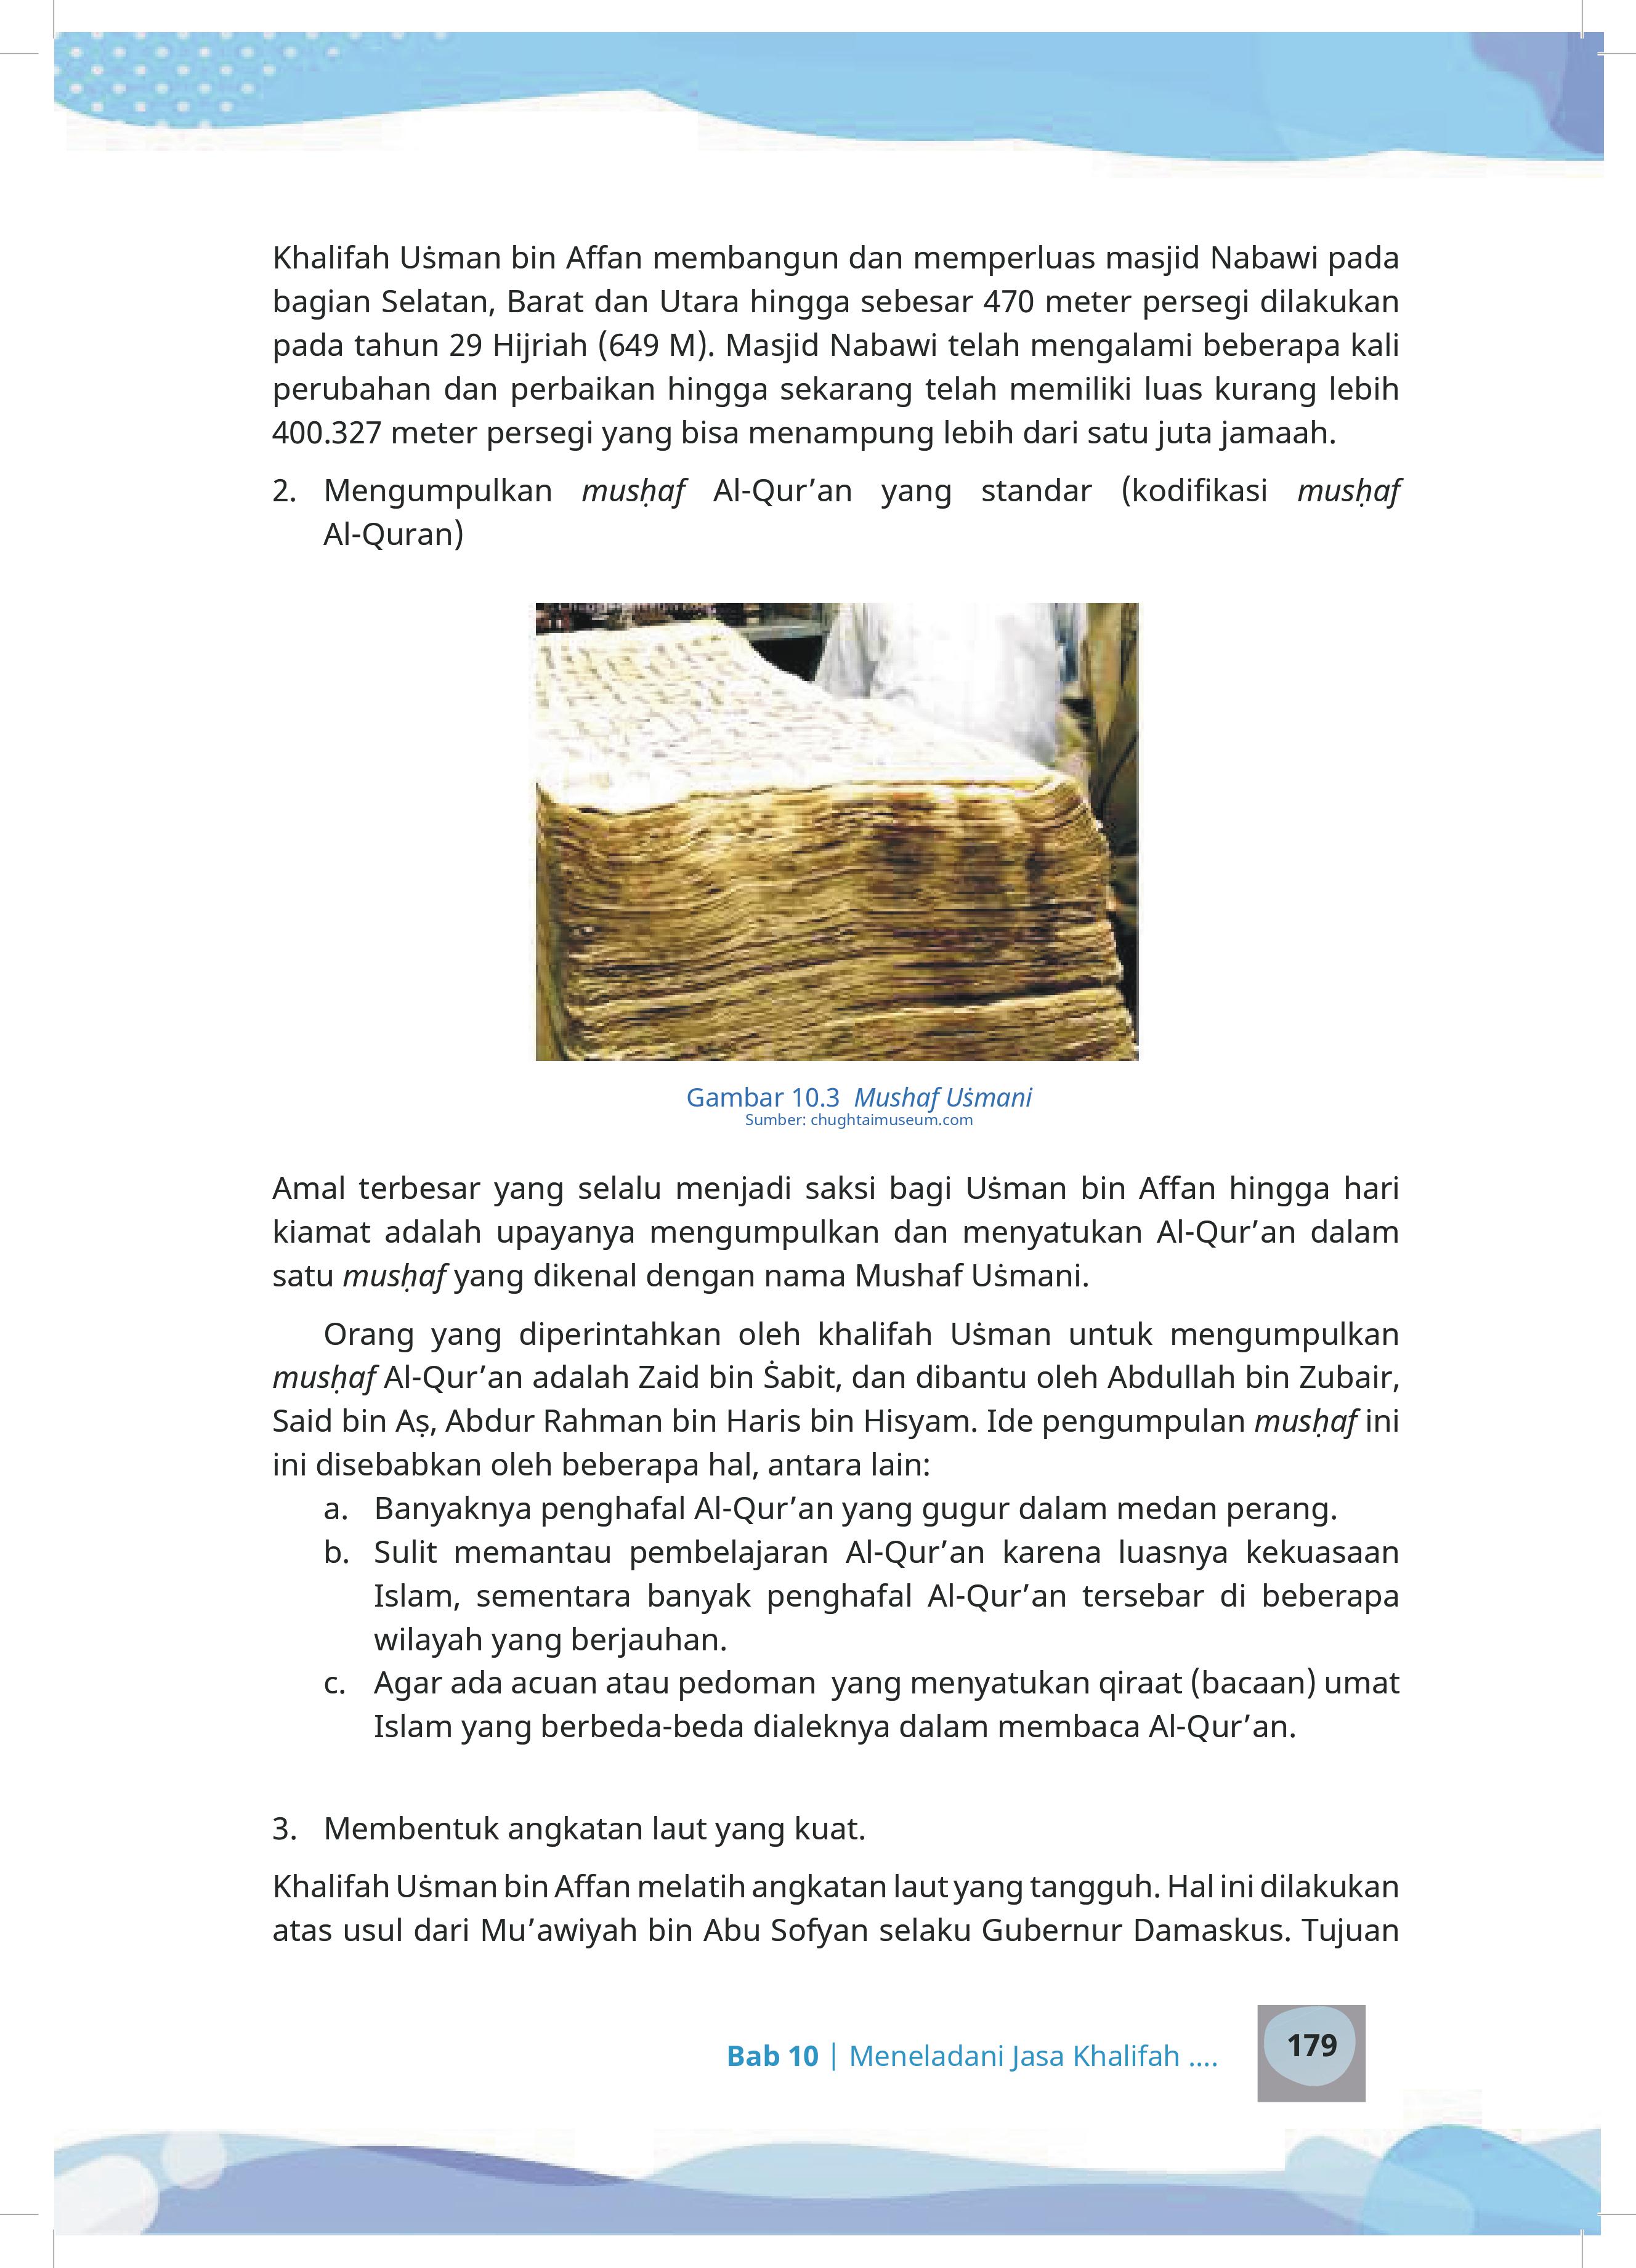 Khalifah Uṡman bin Affan membangun dan memperluas masjid Nabawi pada
bagian Selatan, Barat dan Utara hingga sebesar 470 meter persegi dilakukan
pada tahun 29 Hijriah (649 M). Masjid Nabawi telah mengalami beberapa kali
perubahan dan perbaikan hingga sekarang telah memiliki luas kurang lebih
400.327 meter persegi yang bisa menampung lebih dari satu juta jamaah.
2. Mengumpulkan musḥaf Al-Qur’an yang standar (kodifikasi musḥaf
Al-Quran)
Gambar 10.3 Mushaf Uṡmani
Sumber: chughtaimuseum.com
Amal terbesar yang selalu menjadi saksi bagi Uṡman bin Affan hingga hari
kiamat adalah upayanya mengumpulkan dan menyatukan Al-Qur’an dalam
satu musḥaf yang dikenal dengan nama Mushaf Uṡmani.
Orang yang diperintahkan oleh khalifah Uṡman untuk mengumpulkan
musḥaf Al-Qur’an adalah Zaid bin Ṡabit, dan dibantu oleh Abdullah bin Zubair,
Said bin Aṣ, Abdur Rahman bin Haris bin Hisyam. Ide pengumpulan musḥaf ini
ini disebabkan oleh beberapa hal, antara lain:
a. Banyaknya penghafal Al-Qur’an yang gugur dalam medan perang.
b. Sulit memantau pembelajaran Al-Qur’an karena luasnya kekuasaan
Islam, sementara banyak penghafal Al-Qur’an tersebar di beberapa
wilayah yang berjauhan.
c. Agar ada acuan atau pedoman yang menyatukan qiraat (bacaan) umat
Islam yang berbeda-beda dialeknya dalam membaca Al-Qur’an.
3. Membentuk angkatan laut yang kuat.
Khalifah Uṡman bin Affan melatih angkatan laut yang tangguh. Hal ini dilakukan
atas usul dari Mu’awiyah bin Abu Sofyan selaku Gubernur Damaskus. Tujuan
Bab 10 | Meneladani Jasa Khalifah ....
179